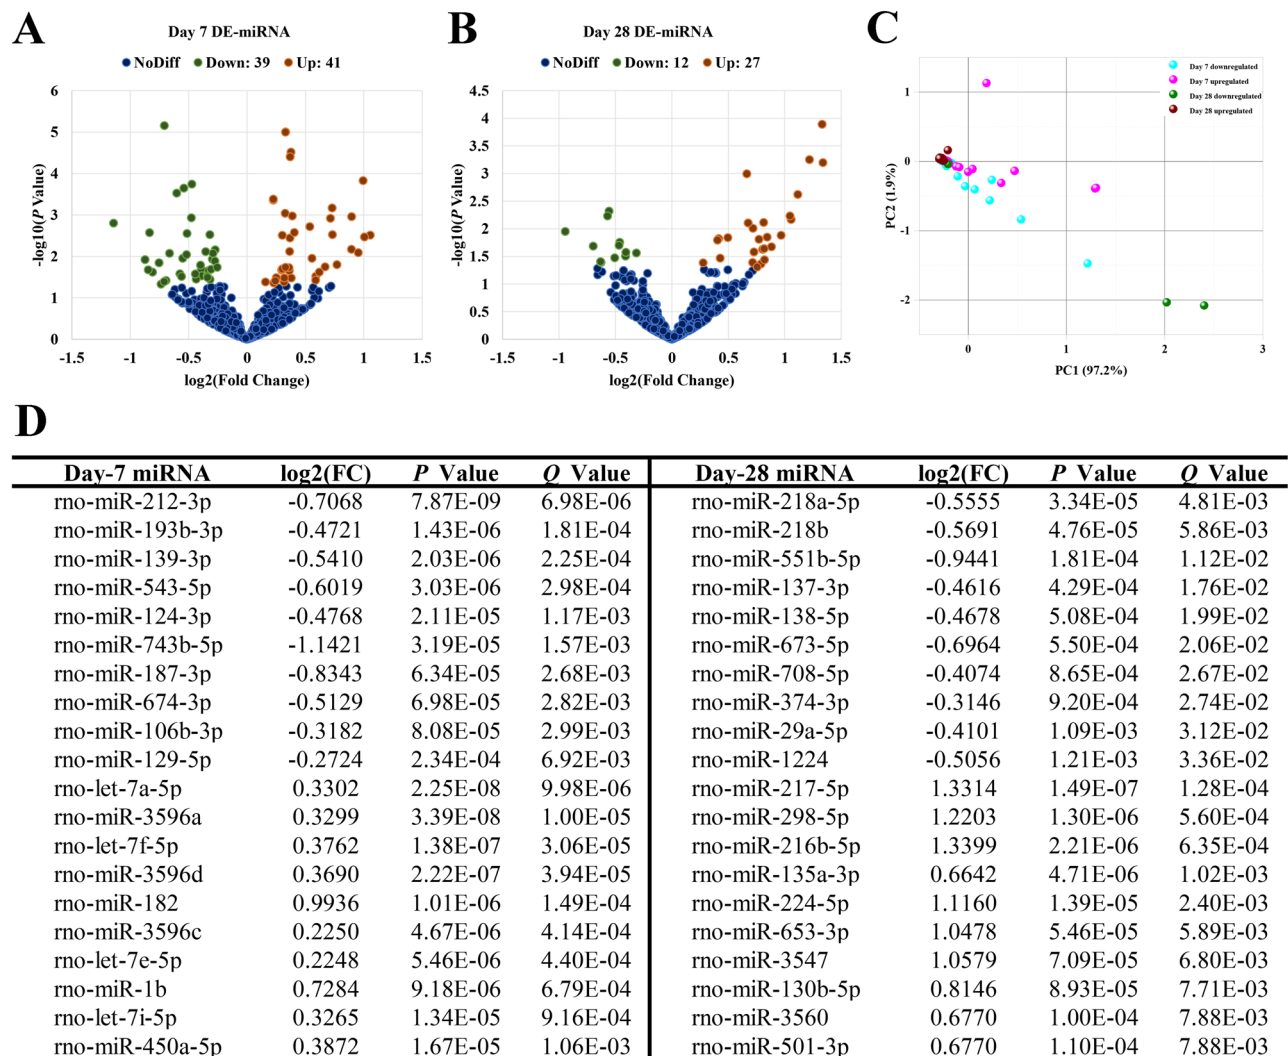 A
Day 7 DE-miRNA
NoDiff Down: 39 Up: 41
6
5
4
3
2
1
0
-log10(P Value)
-1.5 -1 -0.5 0 0.5 1 1.5
log2(Fold Change)
B
Day 28 DE-miRNA
NoDiff Down: 12 Up: 27
-4.5
4.5
4
3.5
3
2.5
2
1.5
1
0.5
0
-log10(P Value)
-1.5 -1 -0.5 0 0.5 1 1.5
log2(Fold Change)
C
Day 7 downregulated
Day 7 upregulated
Day 28 downregulated
Day 28 upregulated
1
0
-1
-2
PC2 (1.9%)
0 1 2 3
PC1 (97.2%)
D
Day-7 miRNA log2(FC) P Value Q Value Day-28 miRNA log2(FC) P Value Q Value
rno-miR-212-3p -0.7068 7.87E-09 6.98E-06 rno-miR-218a-5p -0.5555 3.34E-05 4.81E-03
rno-miR-193b-3p -0.4721 1.43E-06 1.81E-04 rno-miR-218b -0.5691 4.76E-05 5.86E-03
rno-miR-139-3p -0.5410 2.03E-06 2.25E-04 rno-miR-551b-5p -0.9441 1.81E-04 1.12E-02
rno-miR-543-5p -0.6019 3.03E-06 2.98E-04 rno-miR-137-3p -0.4616 4.29E-04 1.76E-02
rno-miR-124-3p -0.4768 2.11E-05 1.17E-03 rno-miR-138-5p -0.4678 5.08E-04 1.99E-02
rno-miR-743b-5p -1.1421 3.19E-05 1.57E-03 rno-miR-673-5p -0.6964 5.50E-04 2.06E-02
rno-miR-187-3p -0.8343 6.34E-05 2.68E-03 rno-miR-708-5p -0.4074 8.65E-04 2.67E-02
rno-miR-674-3p -0.5129 6.98E-05 2.82E-03 rno-miR-374-3p -0.3146 9.20E-04 2.74E-02
rno-miR-106b-3p -0.3182 8.08E-05 2.99E-03 rno-miR-29a-5p -0.4101 1.09E-03 3.12E-02
rno-miR-129-5p -0.2724 2.34E-04 6.92E-03 rno-miR-1224 -0.5056 1.21E-03 3.36E-02
rno-let-7a-5p 0.3302 2.25E-08 9.98E-06 rno-miR-217-5p 1.3314 1.49E-07 1.28E-04
rno-miR-3596a 0.3299 3.39E-08 1.00E-05 rno-miR-298-5p 1.2203 1.30E-06 5.60E-04
rno-let-7f-5p 0.3762 1.38E-07 3.06E-05 rno-miR-216b-5p 1.3399 2.21E-06 6.35E-04
rno-miR-3596d 0.3690 2.22E-07 3.94E-05 rno-miR-135a-3p 0.6642 4.71E-06 1.02E-03
rno-miR-182 0.9936 1.01E-06 1.49E-04 rno-miR-224-5p 1.1160 1.39E-05 2.40E-03
rno-miR-3596c 0.2250 4.67E-06 4.14E-04 rno-miR-653-3p 1.0478 5.46E-05 5.89E-03
rno-let-7e-5p 0.2248 5.46E-06 4.40E-04 rno-miR-3547 1.0579 7.09E-05 6.80E-03
rno-miR-1b 0.7284 9.18E-06 6.79E-04 rno-miR-130b-5p 0.8146 8.93E-05 7.71E-03
rno-let-7i-5p 0.3265 1.34E-05 9.16E-04 rno-miR-3560 0.6770 1.00E-04 7.88E-03
rno-miR-450a-5p 0.3872 1.67E-05 1.06E-03 rno-miR-501-3p 0.6770 1.10E-04 7.88E-03